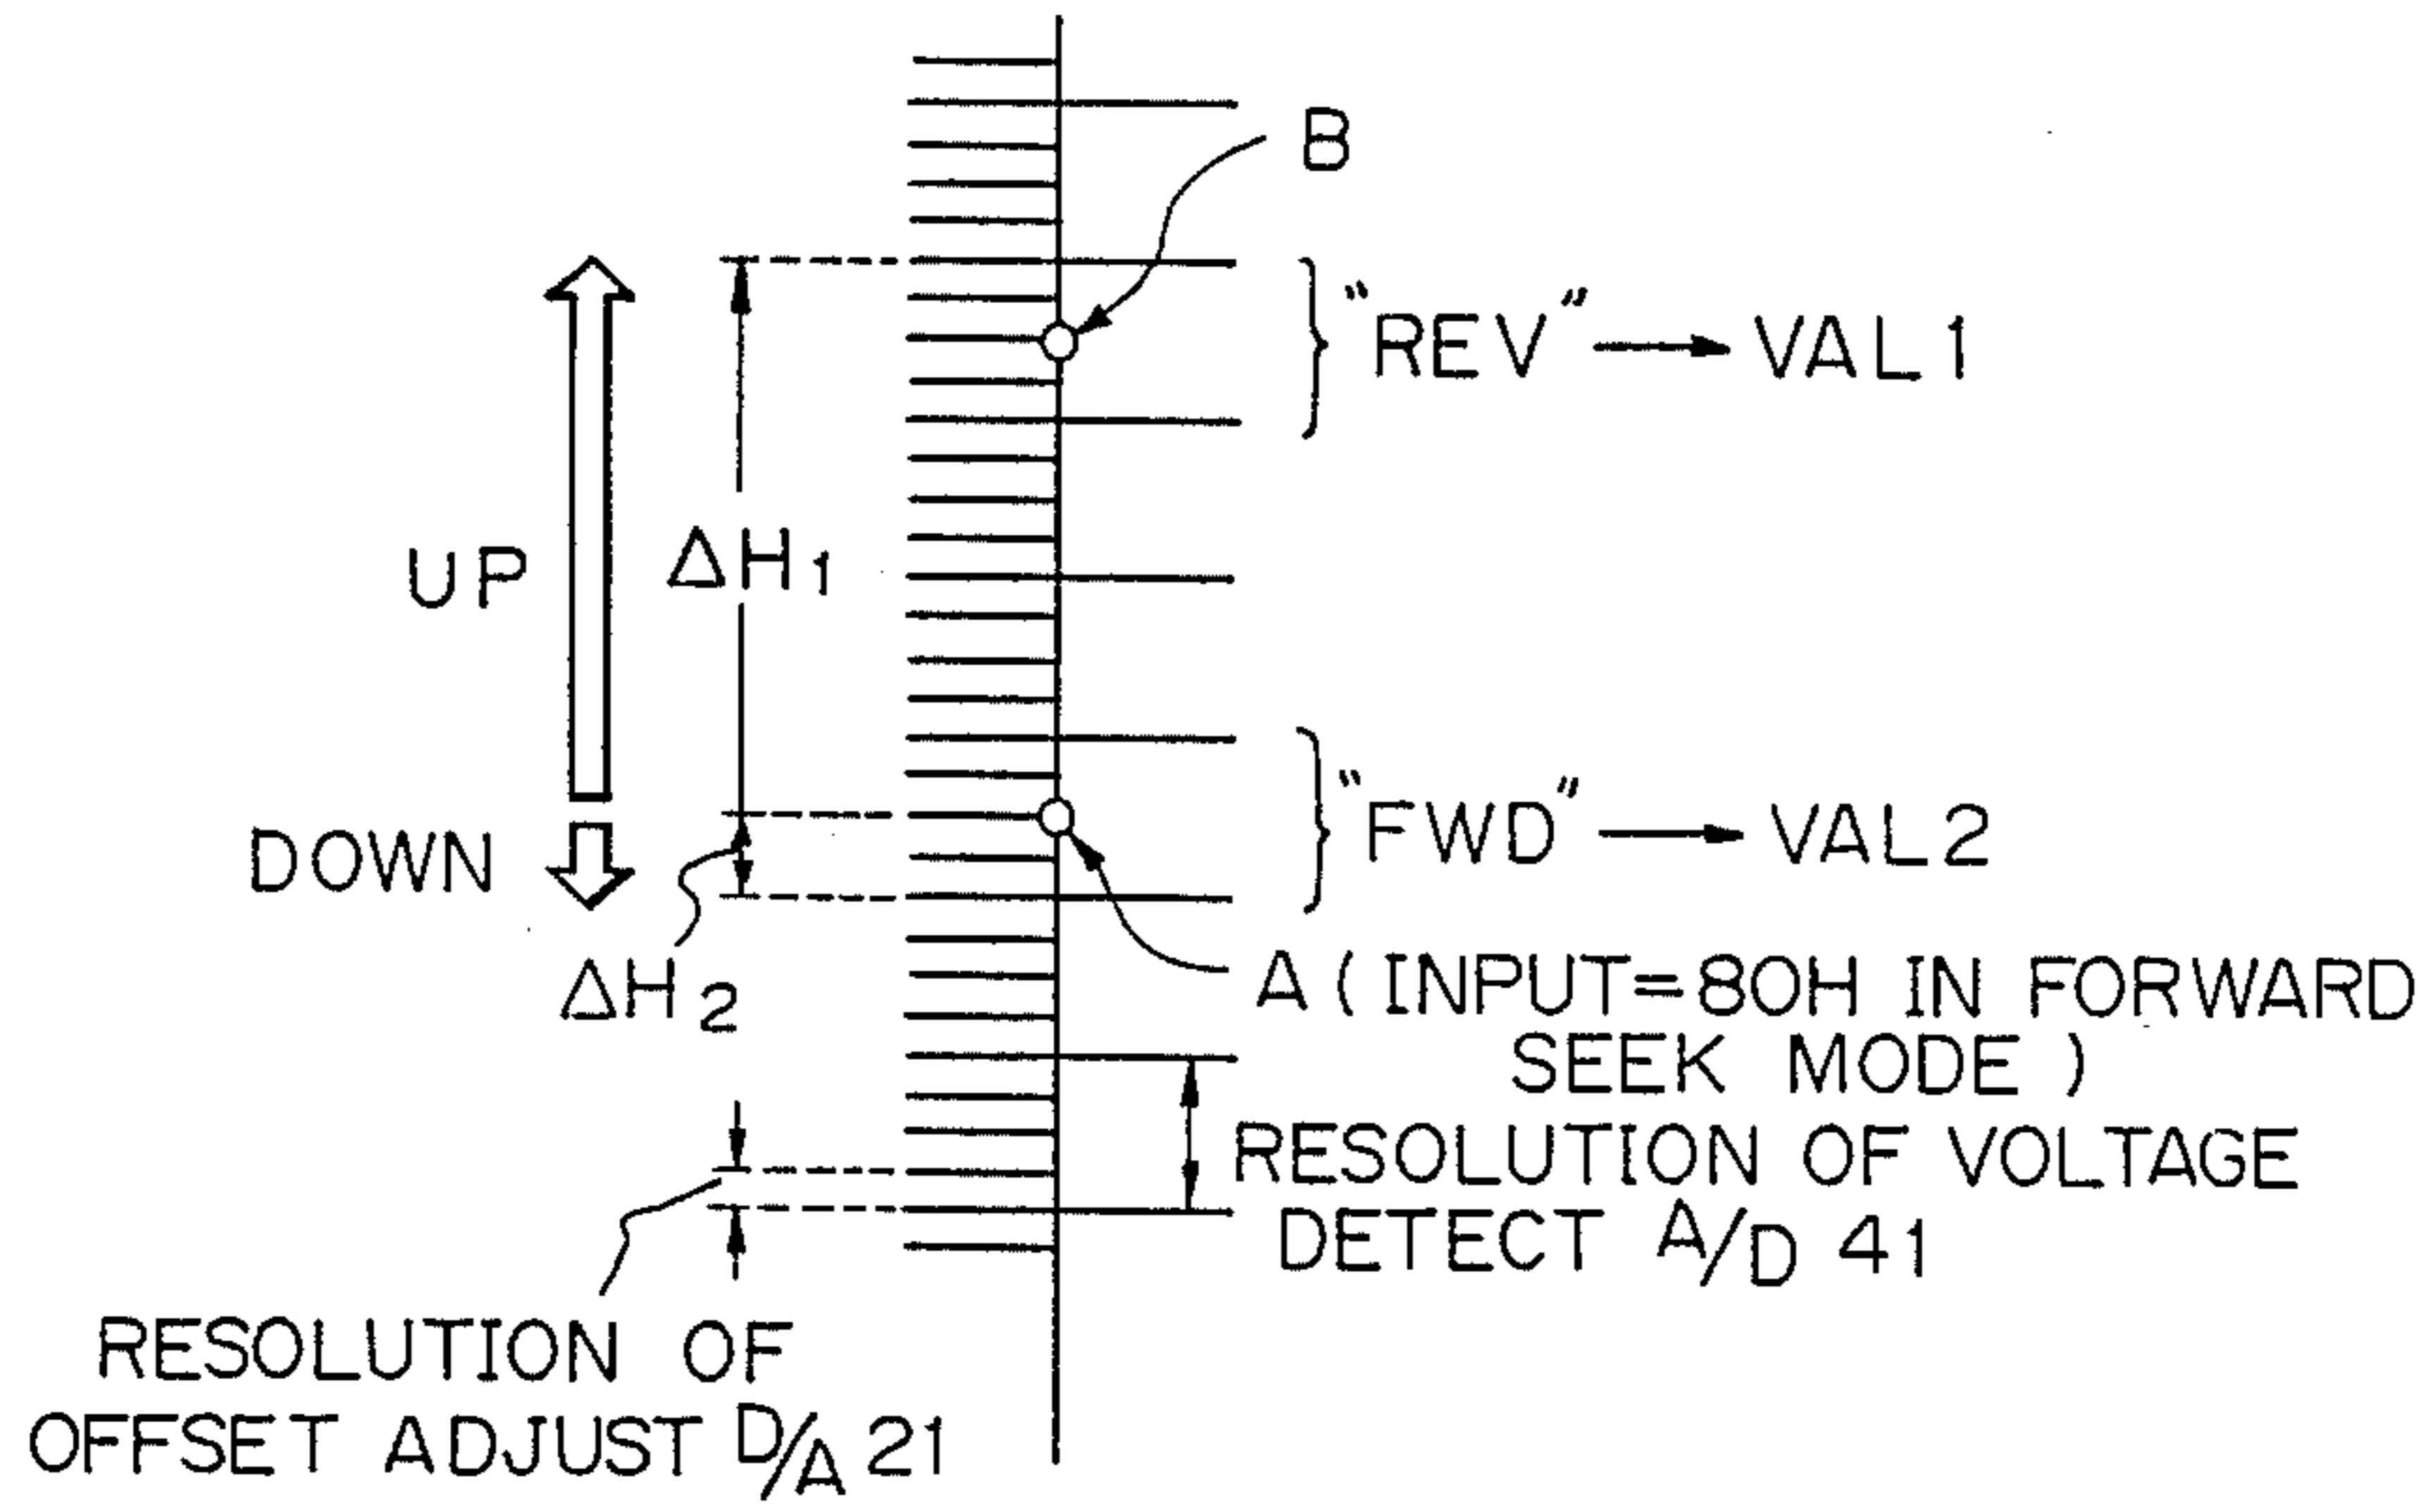 B
"REV" → VAL1
UP
ΔH1
"FWD" → VAL2
DOWN
ΔH2
A (INPUT=80H IN FORWARD
SEEK MODE)
RESOLUTION OF VOLTAGE
DETECT A/D 41
RESOLUTION OF
OFFSET ADJUST D/A 21